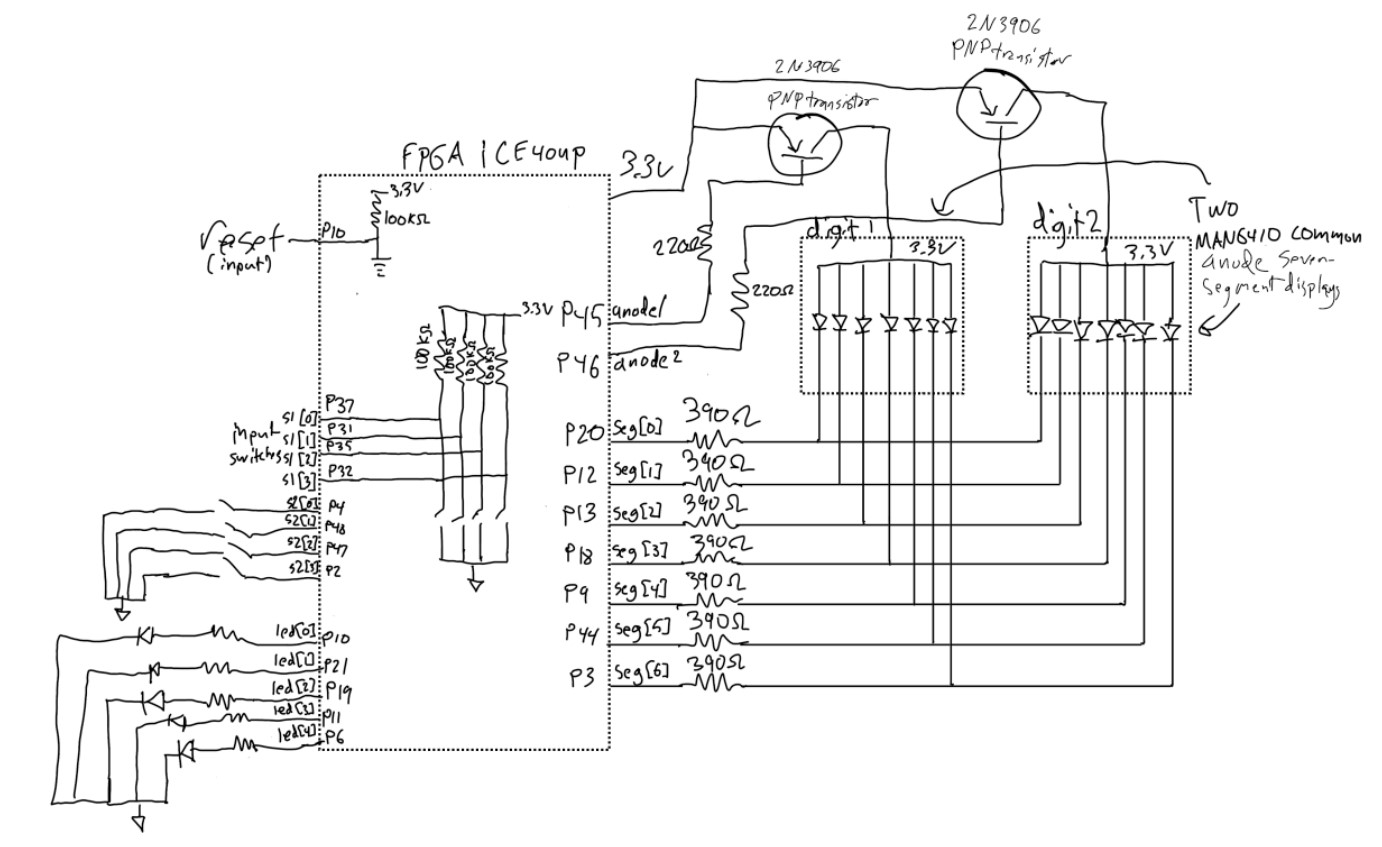 2N3906
PNP transistor
2N3906
PNP transistor
FPGA ICE40UP
3.3V
3.3V
100KΩ
reset
(input)
P10
Two
MAN6410 common
anode seven-
segment displays
digit 1
3.3V
digit 2
3.3V
220Ω
220Ω
3.3V
P45
anode1
P46
anode2
100KΩ
100KΩ
100KΩ
100KΩ
input
switches
s1[0]
P37
s1[1]
P31
s1[2]
P35
s1[3]
P32
s2[0]
P4
s2[1]
P48
s2[2]
P47
s2[3]
P2
P20
seg[0]
390Ω
P12
seg[1]
390Ω
P13
seg[2]
390Ω
P18
seg[3]
390Ω
P9
seg[4]
390Ω
P44
seg[5]
390Ω
P3
seg[6]
390Ω
led[0]
P10
led[1]
P21
led[2]
P19
led[3]
P11
led[4]
P6